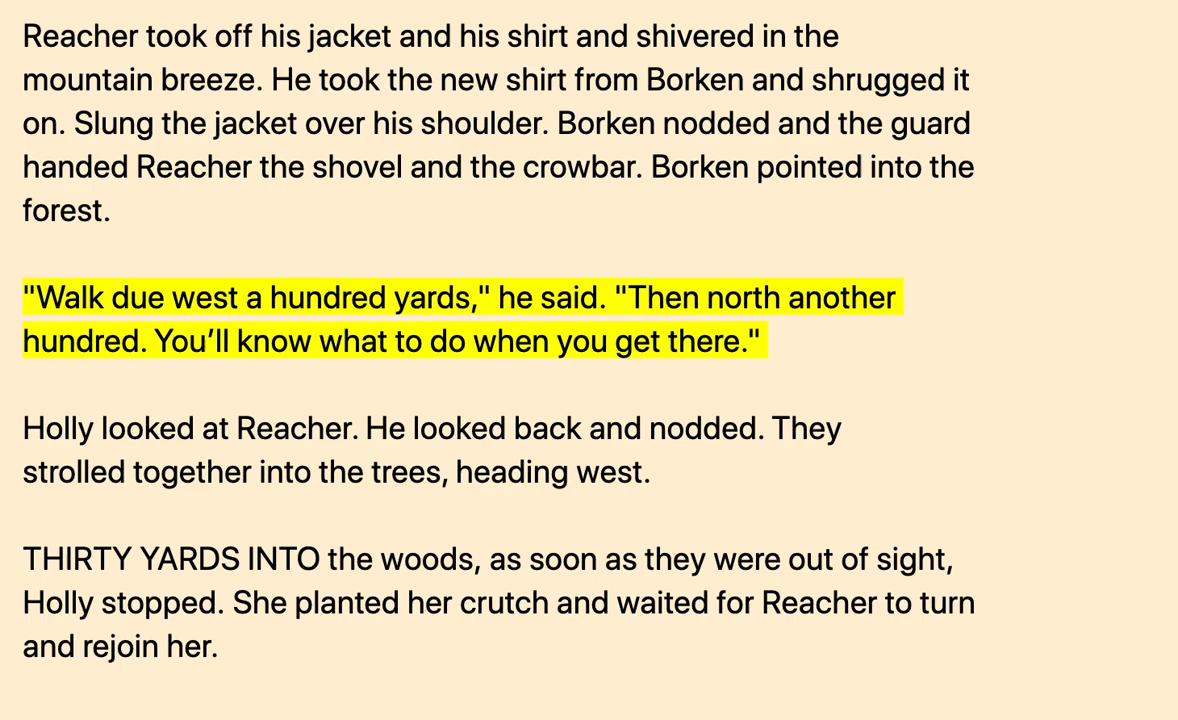 Reacher took off his jacket and his shirt and shivered in the
mountain breeze. He took the new shirt from Borken and shrugged it
on. Slung the jacket over his shoulder. Borken nodded and the guard
handed Reacher the shovel and the crowbar. Borken pointed into the
forest.
"Walk due west a hundred yards," he said. "Then north another
hundred. You’ll know what to do when you get there."
Holly looked at Reacher. He looked back and nodded. They
strolled together into the trees, heading west.
THIRTY YARDS INTO the woods, as soon as they were out of sight,
Holly stopped. She planted her crutch and waited for Reacher to turn
and rejoin her.